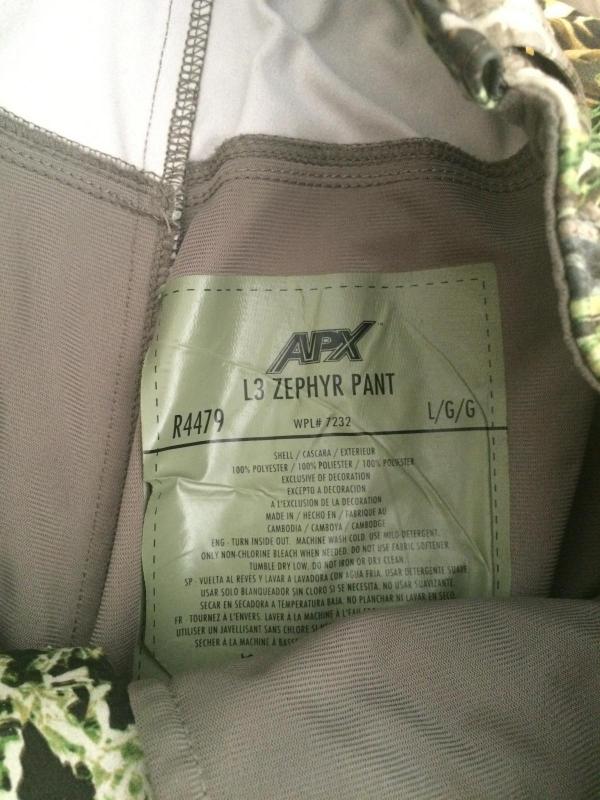 APX™
L3 ZEPHYR PANT
R4479 WPL# 7232 L/G/G
SHELL / CASCARA / EXTERIEUR
100% POLYESTER / 100% POLIESTER / 100% POLYESTER
EXCLUSIVE OF DECORATION
EXCEPTO A DECORACION
A L'EXCLUSION DE LA DECORATION
MADE IN / HECHO EN / FABRIQUE AU
CAMBODIA / CAMBOYA / CAMBODGE
ENG - TURN INSIDE OUT. MACHINE WASH COLD. USE MILD DETERGENT.
ONLY NON-CHLORINE BLEACH WHEN NEEDED. DO NOT USE FABRIC SOFTENER.
TUMBLE DRY LOW. DO NOT IRON OR DRY CLEAN.
SP - VUELTA AL REVES Y LAVAR A LAVADORA CON AGUA FRIA. USAR DETERGENTE SUAVE.
USAR SOLO BLANQUEADOR SIN CLORO SI SE NECESITA. NO USAR SUAVIZANTE.
SECAR EN SECADORA A TEMPERATURA BAJA. NO PLANCHAR NI LAVAR EN SECO.
FR - TOURNEZ A L'ENVERS. LAVER À LA MACHINE À L'EAU
UTILISER UN JAVELLISANT SANS CHLORE SI
SÉCHER À LA MACHINE À BASSE